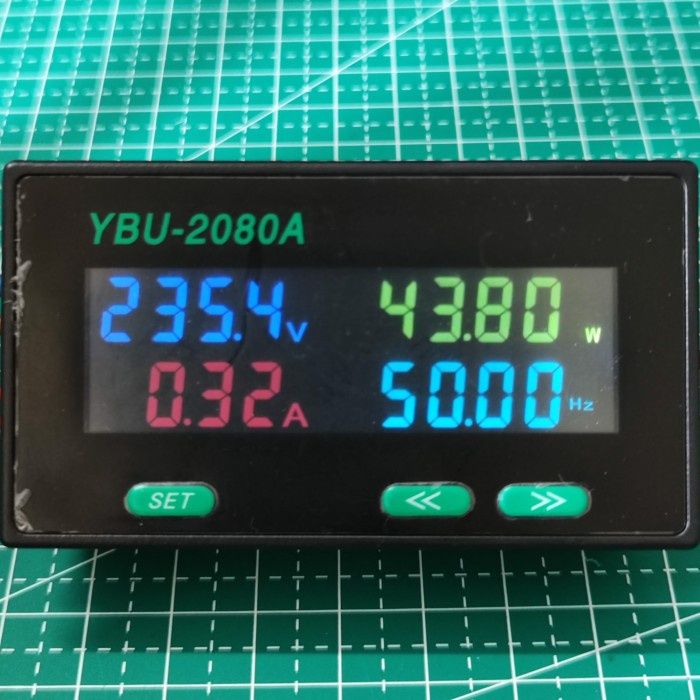 YBU-2080A
235.4V 43.80 W
0.32A 50.00 Hz
SET << >>